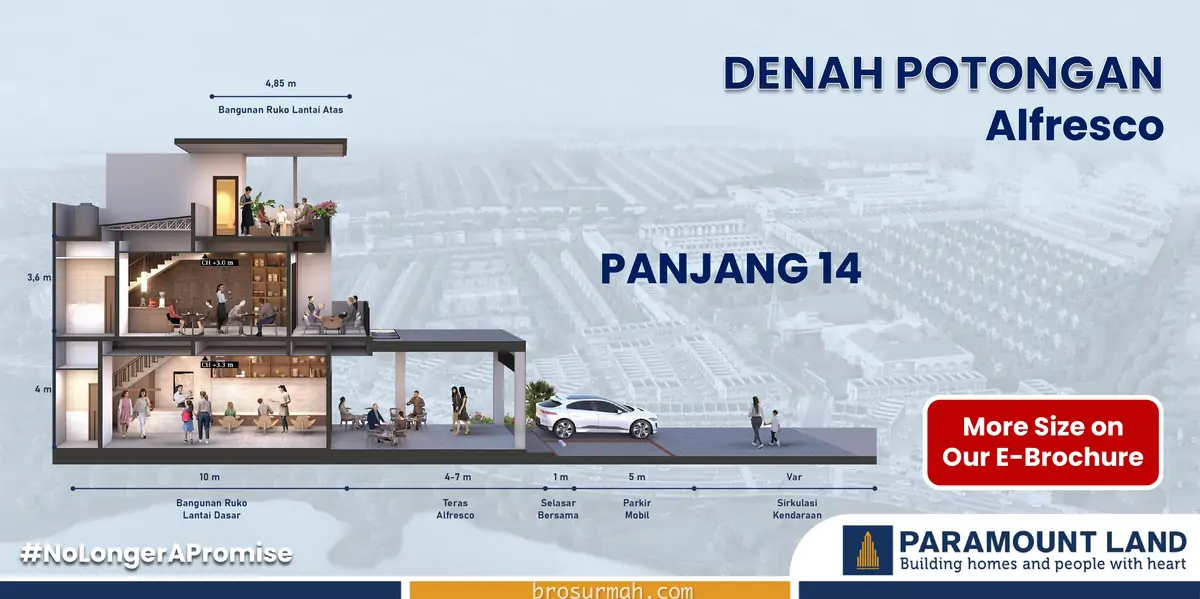 DENAH POTONGAN
Alfresco
4,85 m
Bangunan Ruko Lantai Atas
PANJANG 14
3,6 m
CH +3.0 m
4 m
CH +3.3 m
More Size on
Our E-Brochure
10 m
4-7 m
1 m
5 m
Var
Bangunan Ruko
Lantai Dasar
Teras
Alfresco
Selasar
Bersama
Parkir
Mobil
Sirkulasi
Kendaraan
#NoLongerAPromise
PARAMOUNT LAND
Building homes and people with heart
brosurmah.com